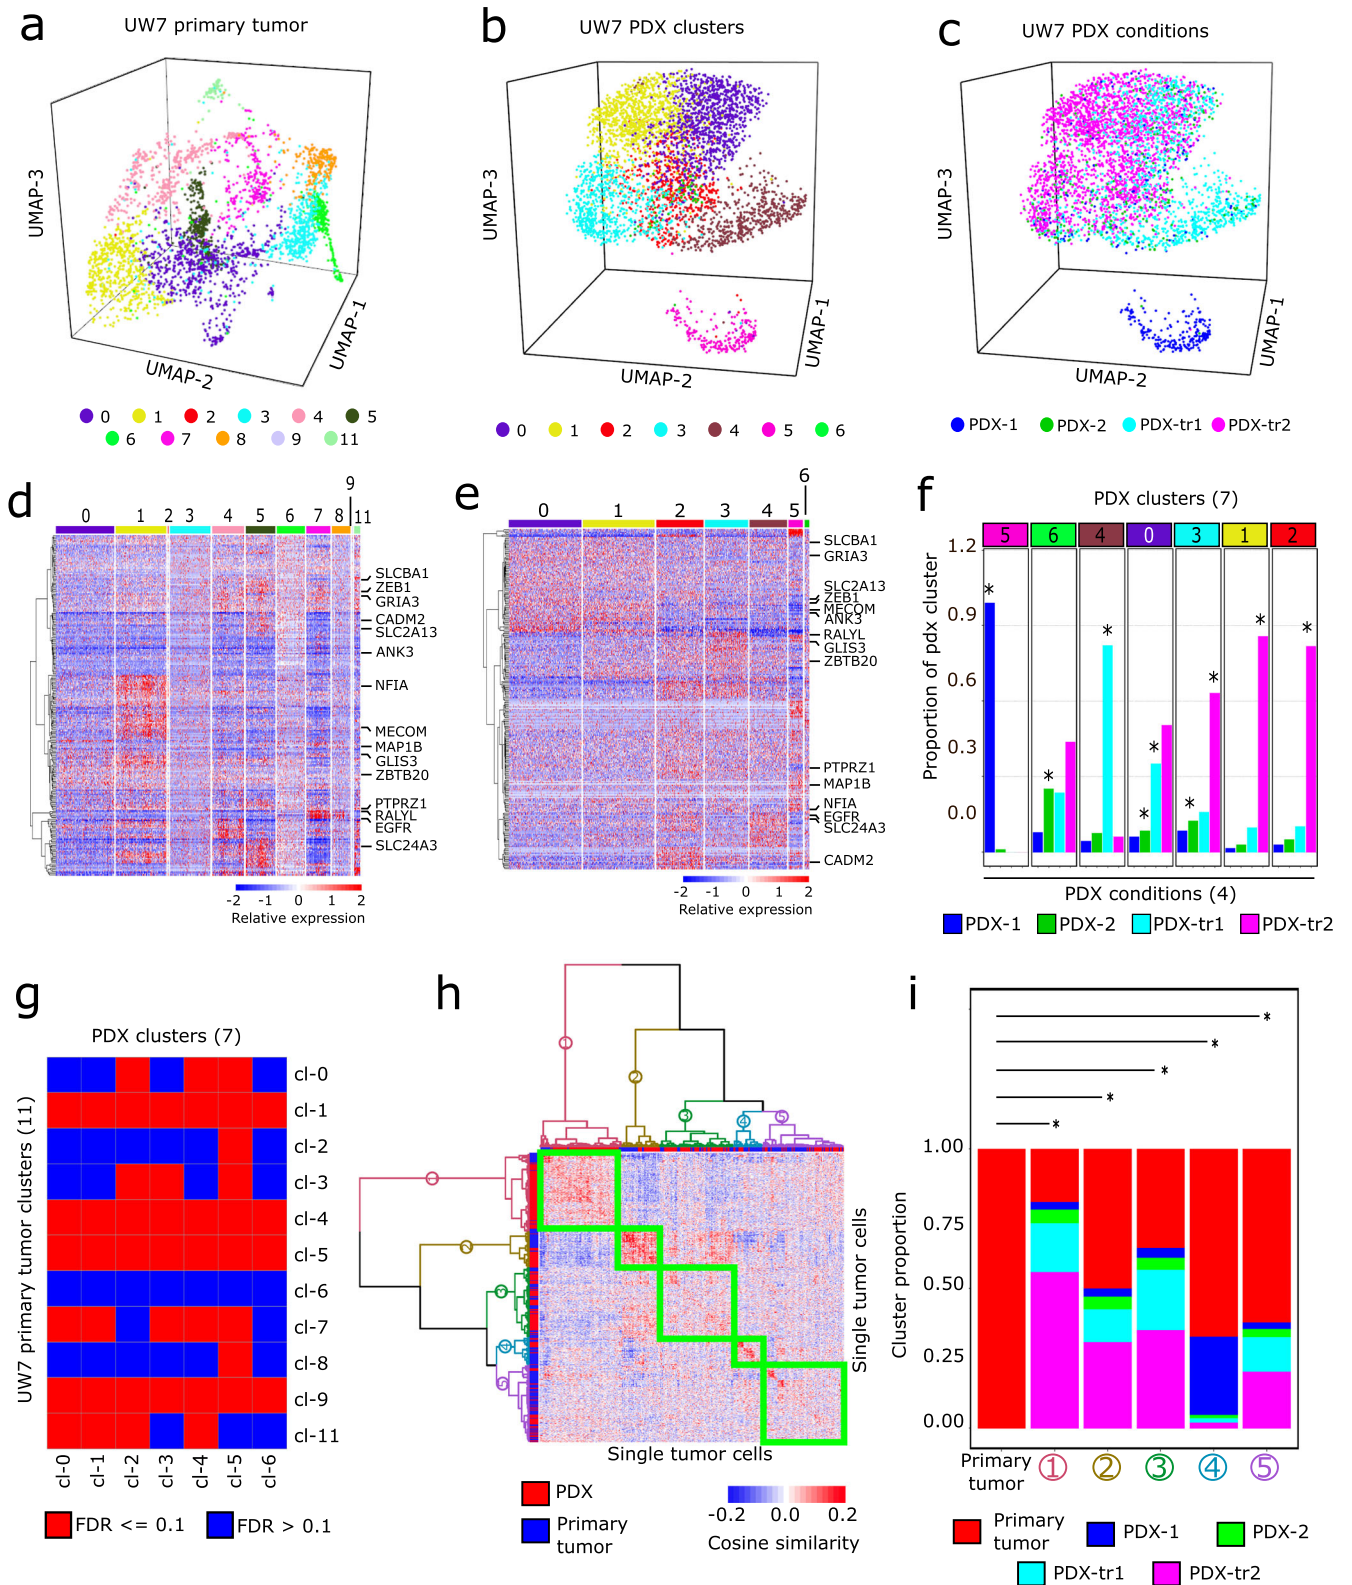 a
UW7 primary tumor
UMAP-3
UMAP-2
UMAP-1
0 1 2 3 4 5
6 7 8 9 11
b
UW7 PDX clusters
UMAP-3
UMAP-2
UMAP-1
0 1 2 3 4 5 6
c
UW7 PDX conditions
UMAP-3
UMAP-2
UMAP-1
PDX-1 PDX-2 PDX-tr1 PDX-tr2
d
9
0 1 2 3 4 5 6 7 8 11
SLCBA1
ZEB1
GRIA3
CADM2
SLC2A13
ANK3
NFIA
MECOM
MAP1B
GLIS3
ZBTB20
PTPRZ1
RALYL
EGFR
SLC24A3
-2 -1 0 1 2
Relative expression
e
6
0 1 2 3 4 5
SLCBA1
GRIA3
SLC2A13
ZEB1
MECOM
ANK3
RALYL
GLIS3
ZBTB20
PTPRZ1
MAP1B
NFIA
EGFR
SLC24A3
CADM2
-2 -1 0 1 2
Relative expression
f
PDX clusters (7)
5 6 4 0 3 1 2
Proportion of pdx cluster
1.2
0.9
0.6
0.3
0.0
* * * * * * * * *
PDX conditions (4)
PDX-1 PDX-2 PDX-tr1 PDX-tr2
g
PDX clusters (7)
UW7 primary tumor clusters (11)
cl-0
cl-1
cl-2
cl-3
cl-4
cl-5
cl-6
cl-7
cl-8
cl-9
cl-11
cl-0 cl-1 cl-2 cl-3 cl-4 cl-5 cl-6
FDR <= 0.1 FDR > 0.1
h
1
2
3
4
5
1
2
3
4
5
Single tumor cells
Single tumor cells
PDX
Primary
tumor
-0.2 0.0 0.2
Cosine similarity
i
*
*
*
*
*
Cluster proportion
1.00
0.75
0.50
0.25
0.00
Primary
tumor
1 2 3 4 5
Primary
tumor
PDX-1 PDX-2
PDX-tr1 PDX-tr2